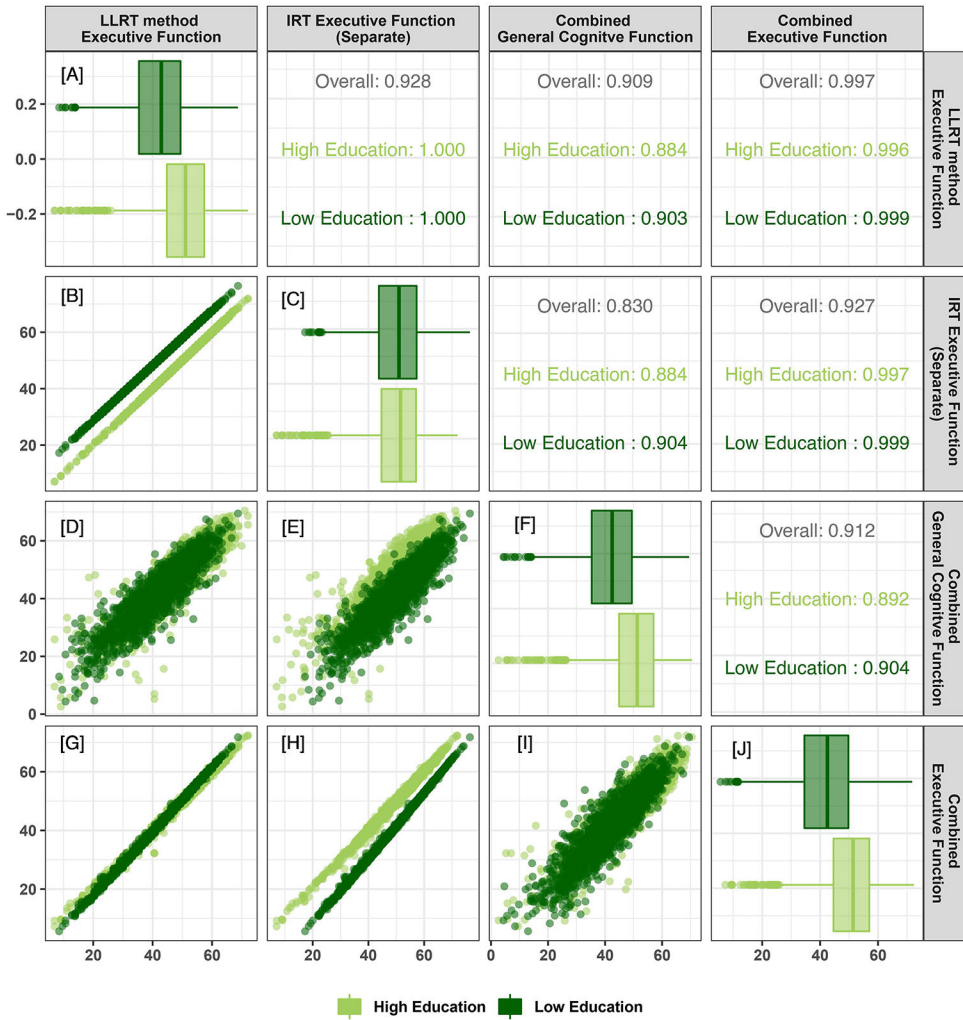 LLRT method
Executive Function
IRT Executive Function
(Separate)
Combined
General Cognitve Function
Combined
Executive Function
[A]
Overall: 0.928
Overall: 0.909
Overall: 0.997
High Education: 1.000
High Education: 0.884
High Education: 0.996
Low Education : 1.000
Low Education : 0.903
Low Education : 0.999
0.2
0.0
−0.2
LLRT method
Executive Function
[B]
[C]
Overall: 0.830
Overall: 0.927
High Education: 0.884
High Education: 0.997
Low Education : 0.904
Low Education : 0.999
60
40
20
IRT Executive Function
(Separate)
[D]
[E]
[F]
Overall: 0.912
High Education: 0.892
Low Education : 0.904
60
40
20
0
Combined
General Cognitve Function
[G]
[H]
[I]
[J]
60
40
20
Combined
Executive Function
20 40 60
20 40 60
0 20 40 60
20 40 60
High Education
Low Education